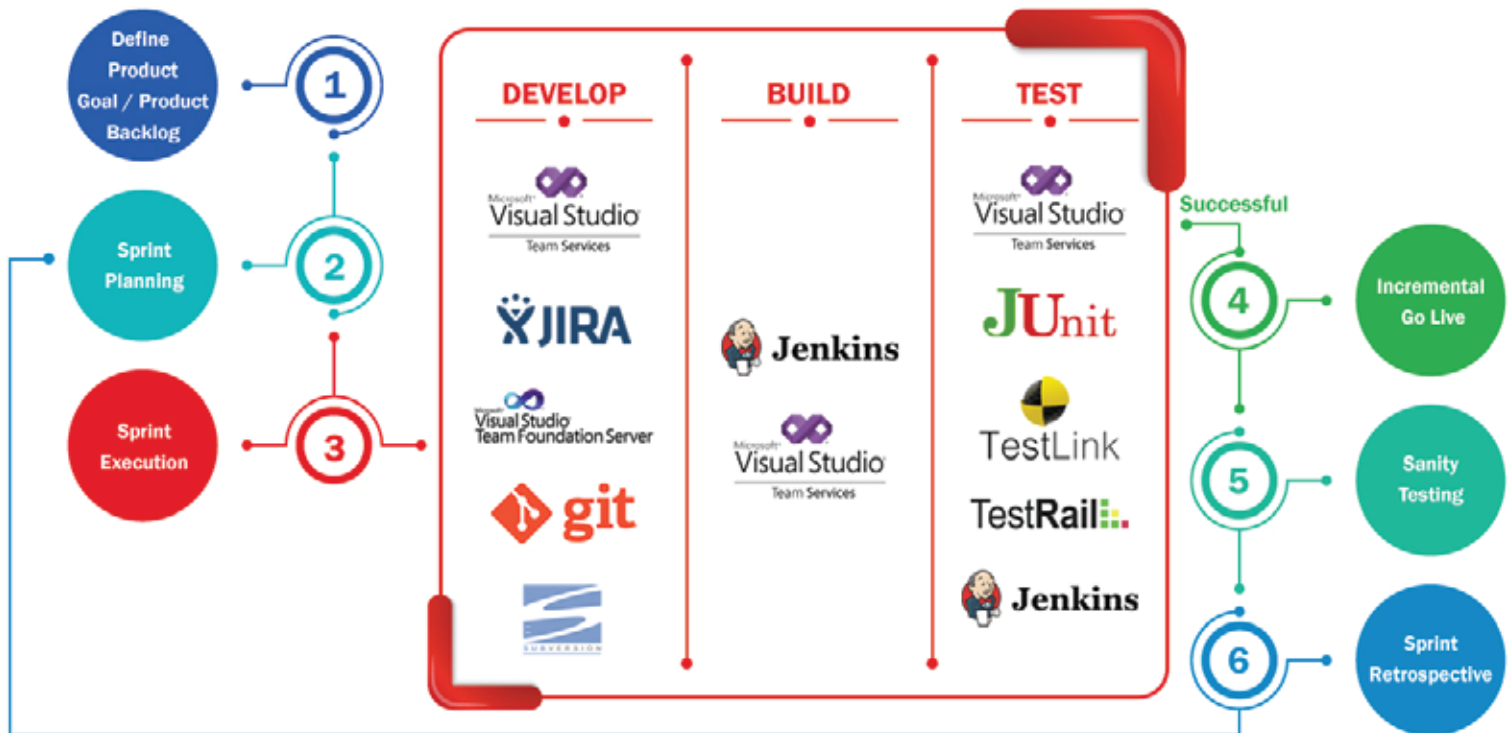 Define
Product
Goal / Product
Backlog
1
Sprint
Planning
2
Sprint
Execution
3
DEVELOP
Microsoft
Visual Studio
Team Services
JIRA
Microsoft
Visual Studio
Team Foundation Server
git
SUBVERSION
BUILD
Jenkins
Microsoft
Visual Studio
Team Services
TEST
Microsoft
Visual Studio
Team Services
JUnit
TestLink
TestRail
Jenkins
Successful
4
Incremental
Go Live
5
Sanity
Testing
6
Sprint
Retrospective